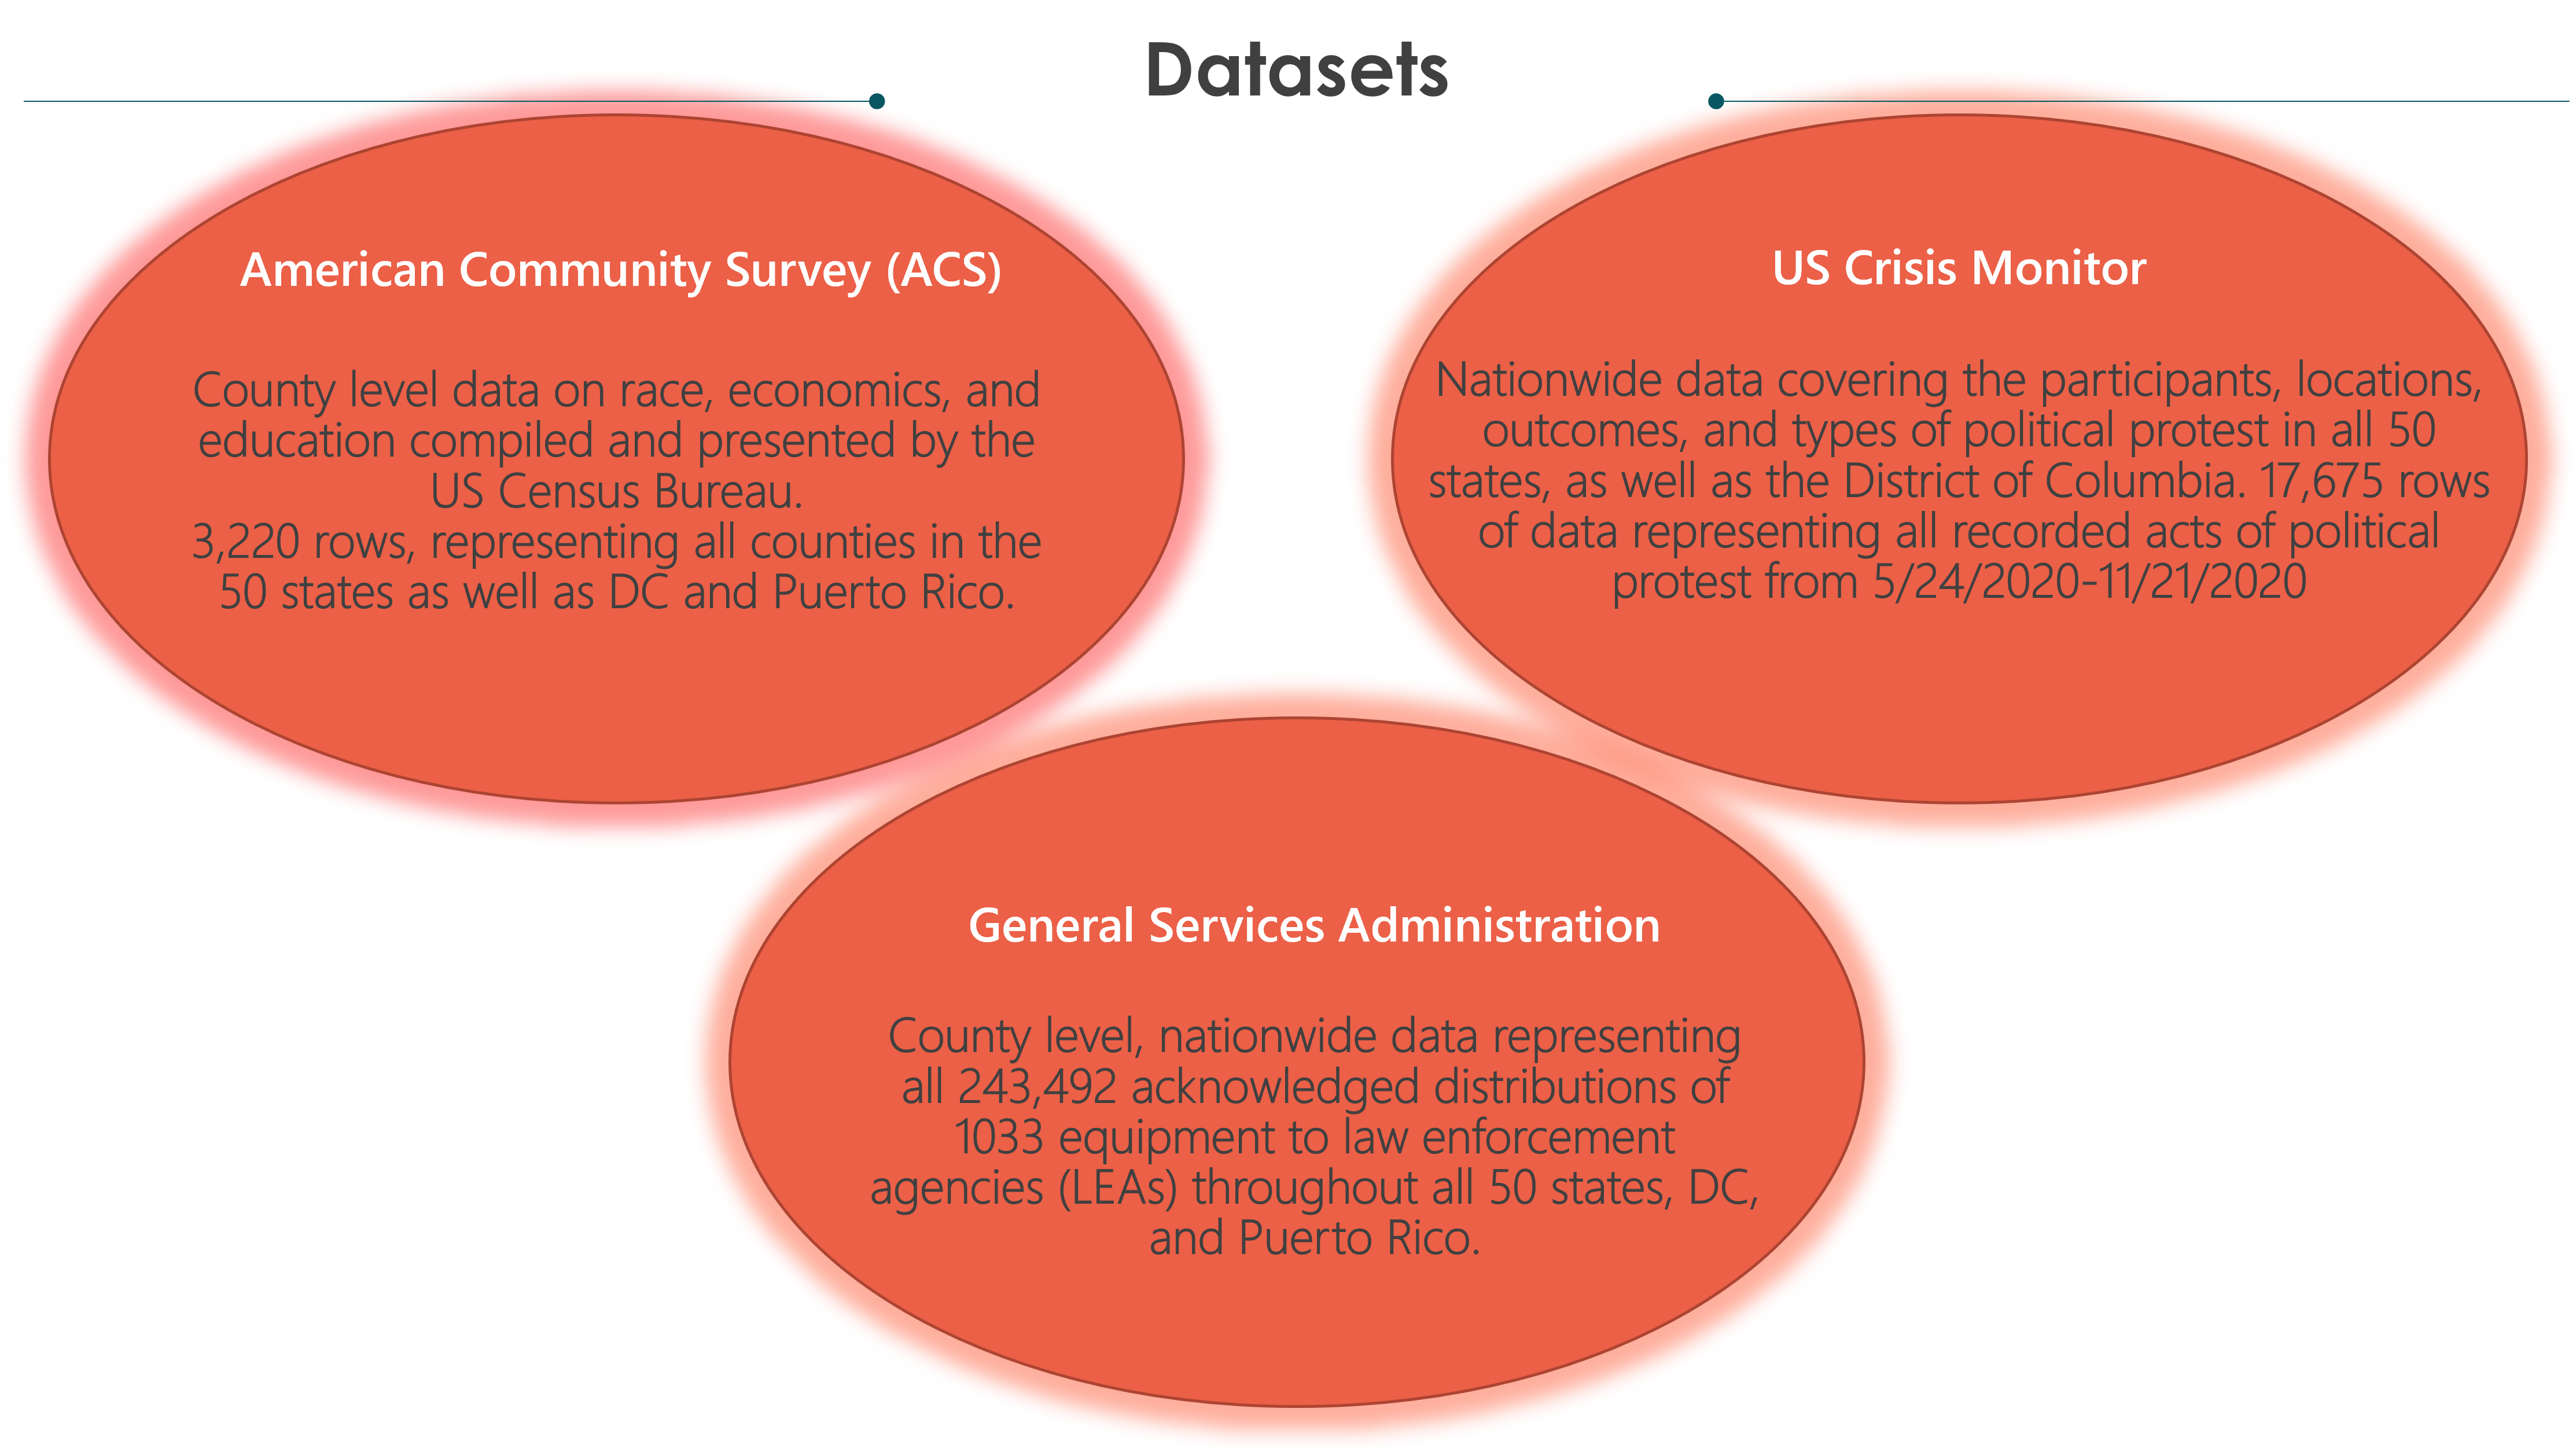 Datasets
American Community Survey (ACS)
County level data on race, economics, and
education compiled and presented by the
US Census Bureau.
3,220 rows, representing all counties in the
50 states as well as DC and Puerto Rico.
US Crisis Monitor
Nationwide data covering the participants, locations,
outcomes, and types of political protest in all 50
states, as well as the District of Columbia. 17,675 rows
of data representing all recorded acts of political
protest from 5/24/2020-11/21/2020
General Services Administration
County level, nationwide data representing
all 243,492 acknowledged distributions of
1033 equipment to law enforcement
agencies (LEAs) throughout all 50 states, DC,
and Puerto Rico.